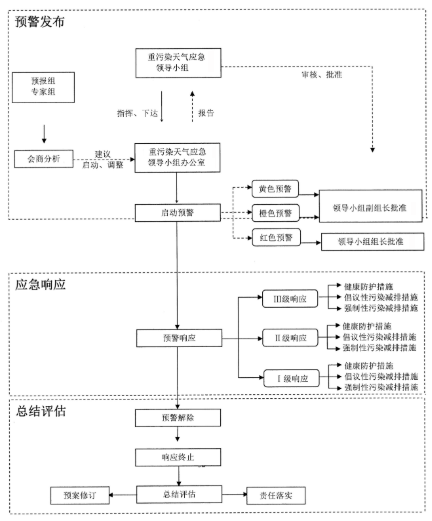 预警发布
重污染天气应急
领导小组
审核、批准
预报组
专家组
指挥、下达
报告
会商分析
建议
启动、调整
重污染天气应急
领导小组办公室
黄色预警
启动预警
橙色预警
领导小组副组长批准
红色预警
领导小组组长批准
应急响应
III级响应
健康防护措施
倡议性污染减排措施
强制性污染减排措施
预警响应
II级响应
健康防护措施
倡议性污染减排措施
强制性污染减排措施
I级响应
健康防护措施
倡议性污染减排措施
强制性污染减排措施
总结评估
预警解除
响应终止
预案修订
总结评估
责任落实